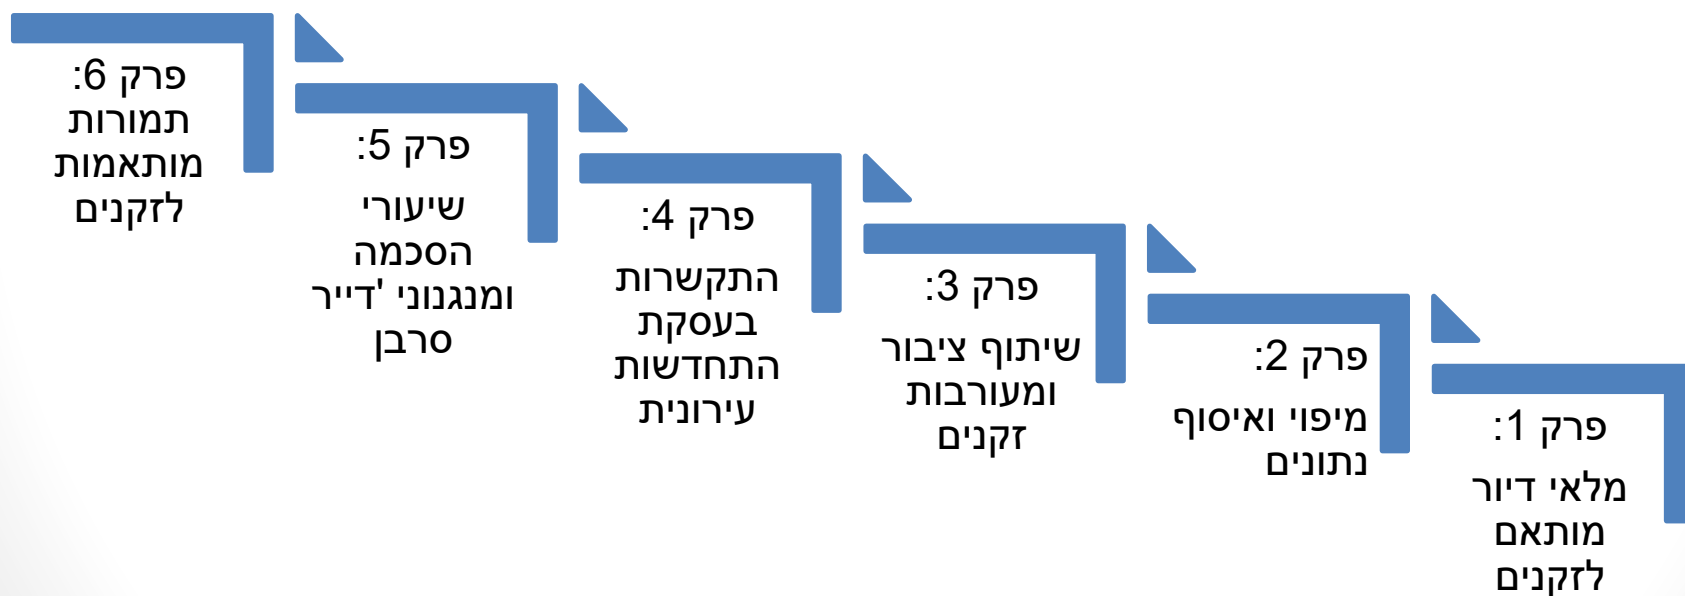 פרק 1:
מלאי דיור
מותאם
לזקנים
פרק 2:
מיפוי ואיסוף
נתונים
פרק 3:
שיתוף ציבור
ומעורבות
זקנים
פרק 4:
התקשרות
בעסקת
התחדשות
עירונית
פרק 5:
שיעורי
הסכמה
ומנגנוני 'דייר
סרבן
פרק 6:
תמורות
מותאמות
לזקנים